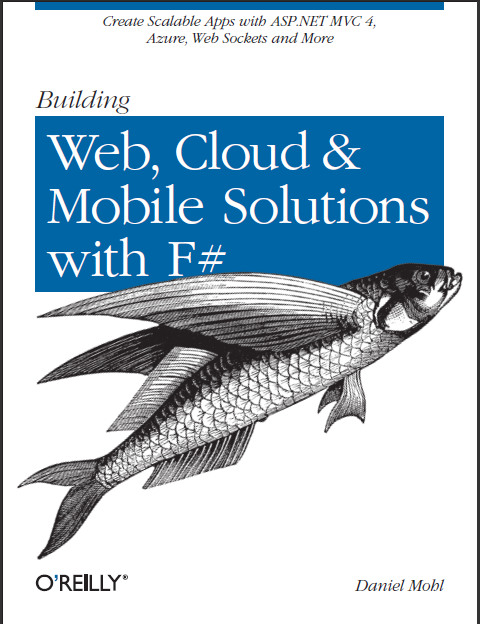 Create Scalable Apps with ASP.NET MVC 4,
Azure, Web Sockets and More
Building
Web, Cloud &
Mobile Solutions
with F#
O'REILLY®
Daniel Mohl